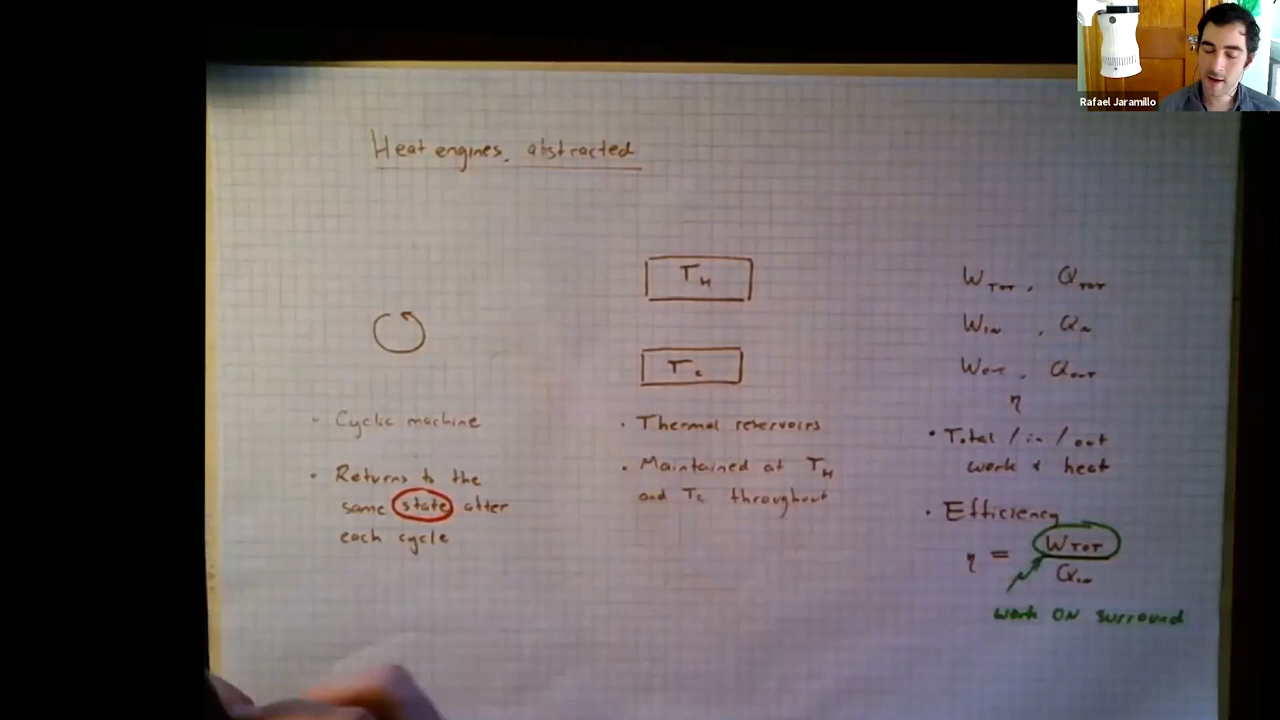 Rafael Jaramillo
Heat engines, abstracted
T_H
T_C
W_TOT, Q_TOT
W_IN, Q_IN
W_OUT, Q_OUT
η
• Cyclic machine
• Returns to the
same state after
each cycle
• Thermal reservoirs
• Maintained at T_H
and T_C throughout
• Total / in / out
work & heat
• Efficiency
η = W_TOT
Q_in
work ON surround